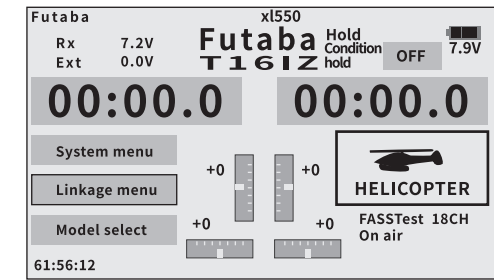 Futaba xl550
Rx 7.2V
Ext 0.0V
Futaba
T16IZ
Hold
Condition
hold
OFF
7.9V
00:00.0 00:00.0
System menu
Linkage menu
Model select
+0 +0
+0 +0
HELICOPTER
FASSTest 18CH
On air
61:56:12